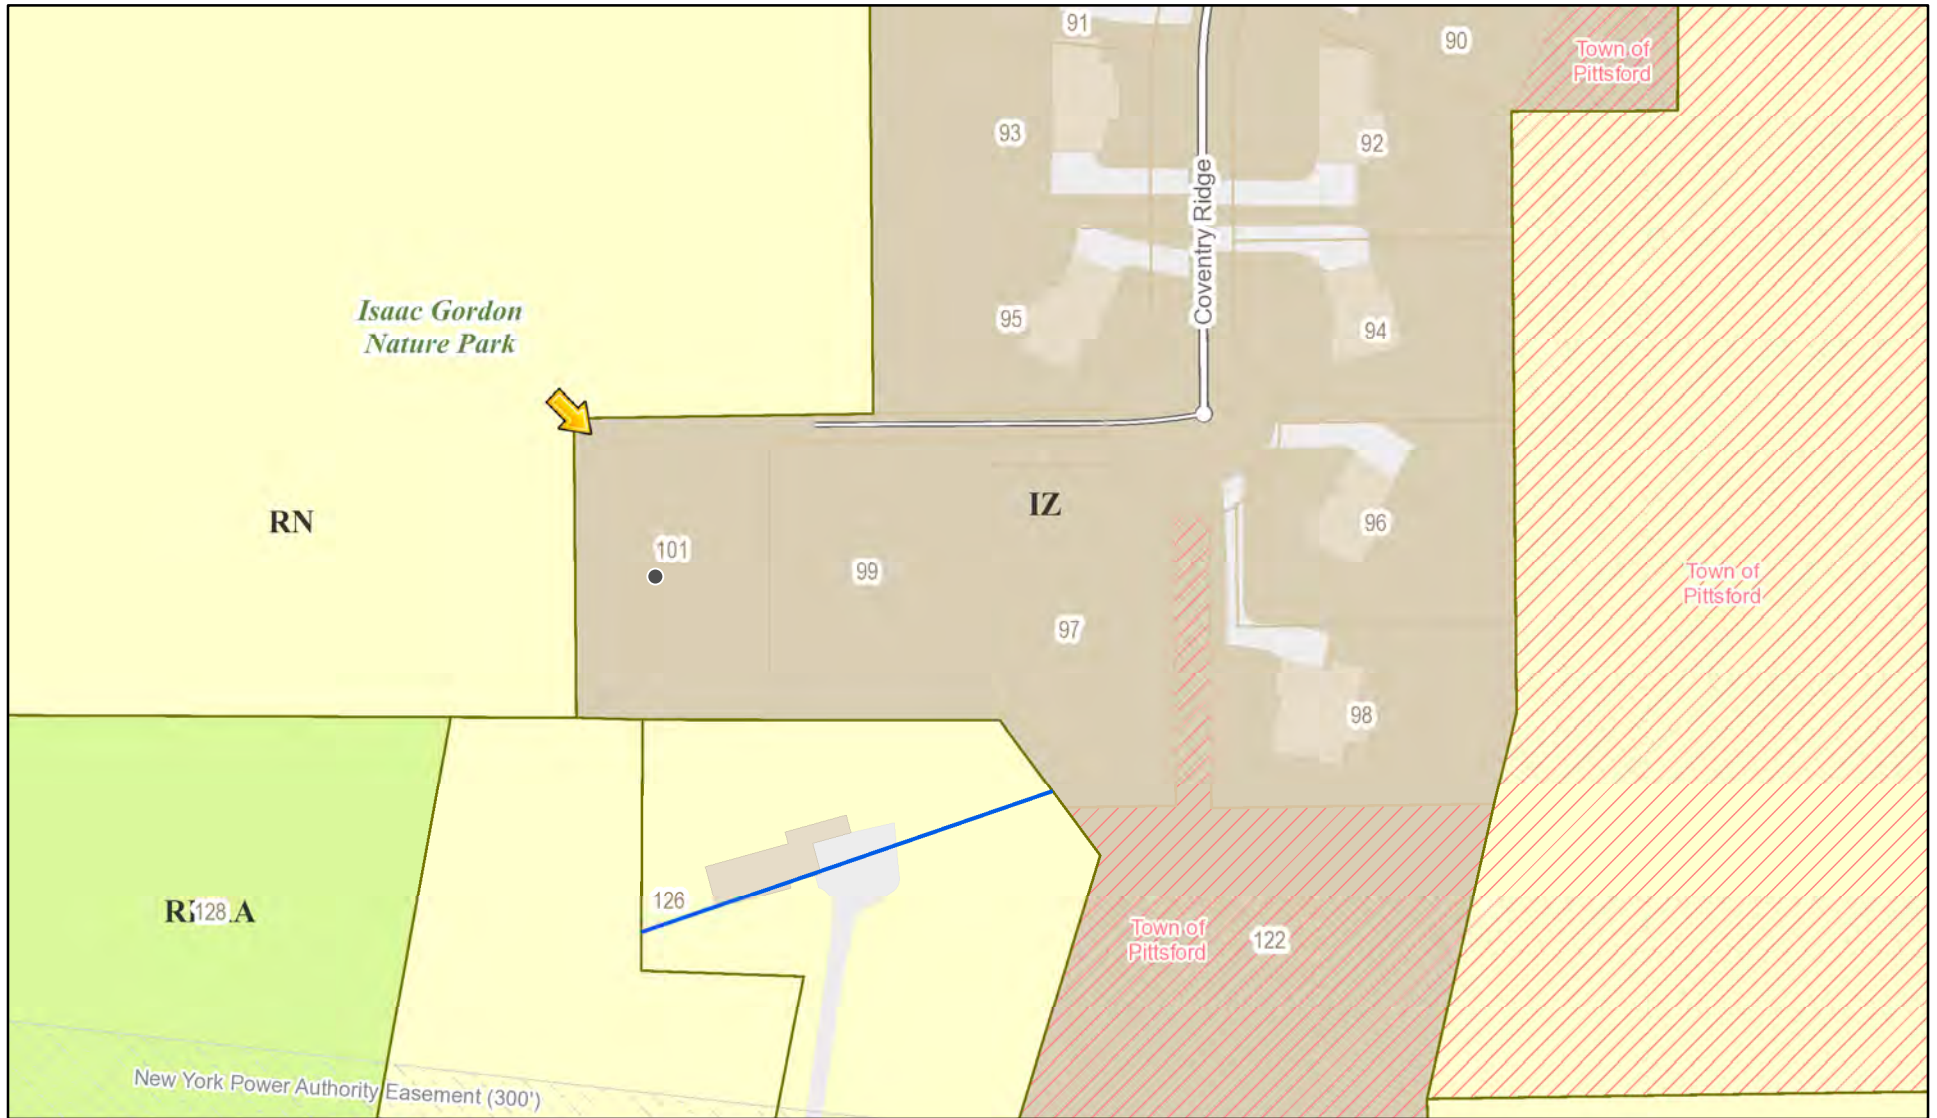 91
90
Town of
Pittsford
93
92
Coventry Ridge
Isaac Gordon
Nature Park
95
94
RN
IZ
101
99
96
97
Town of
Pittsford
98
126
128
Town of
Pittsford
122
New York Power Authority Easement (300')